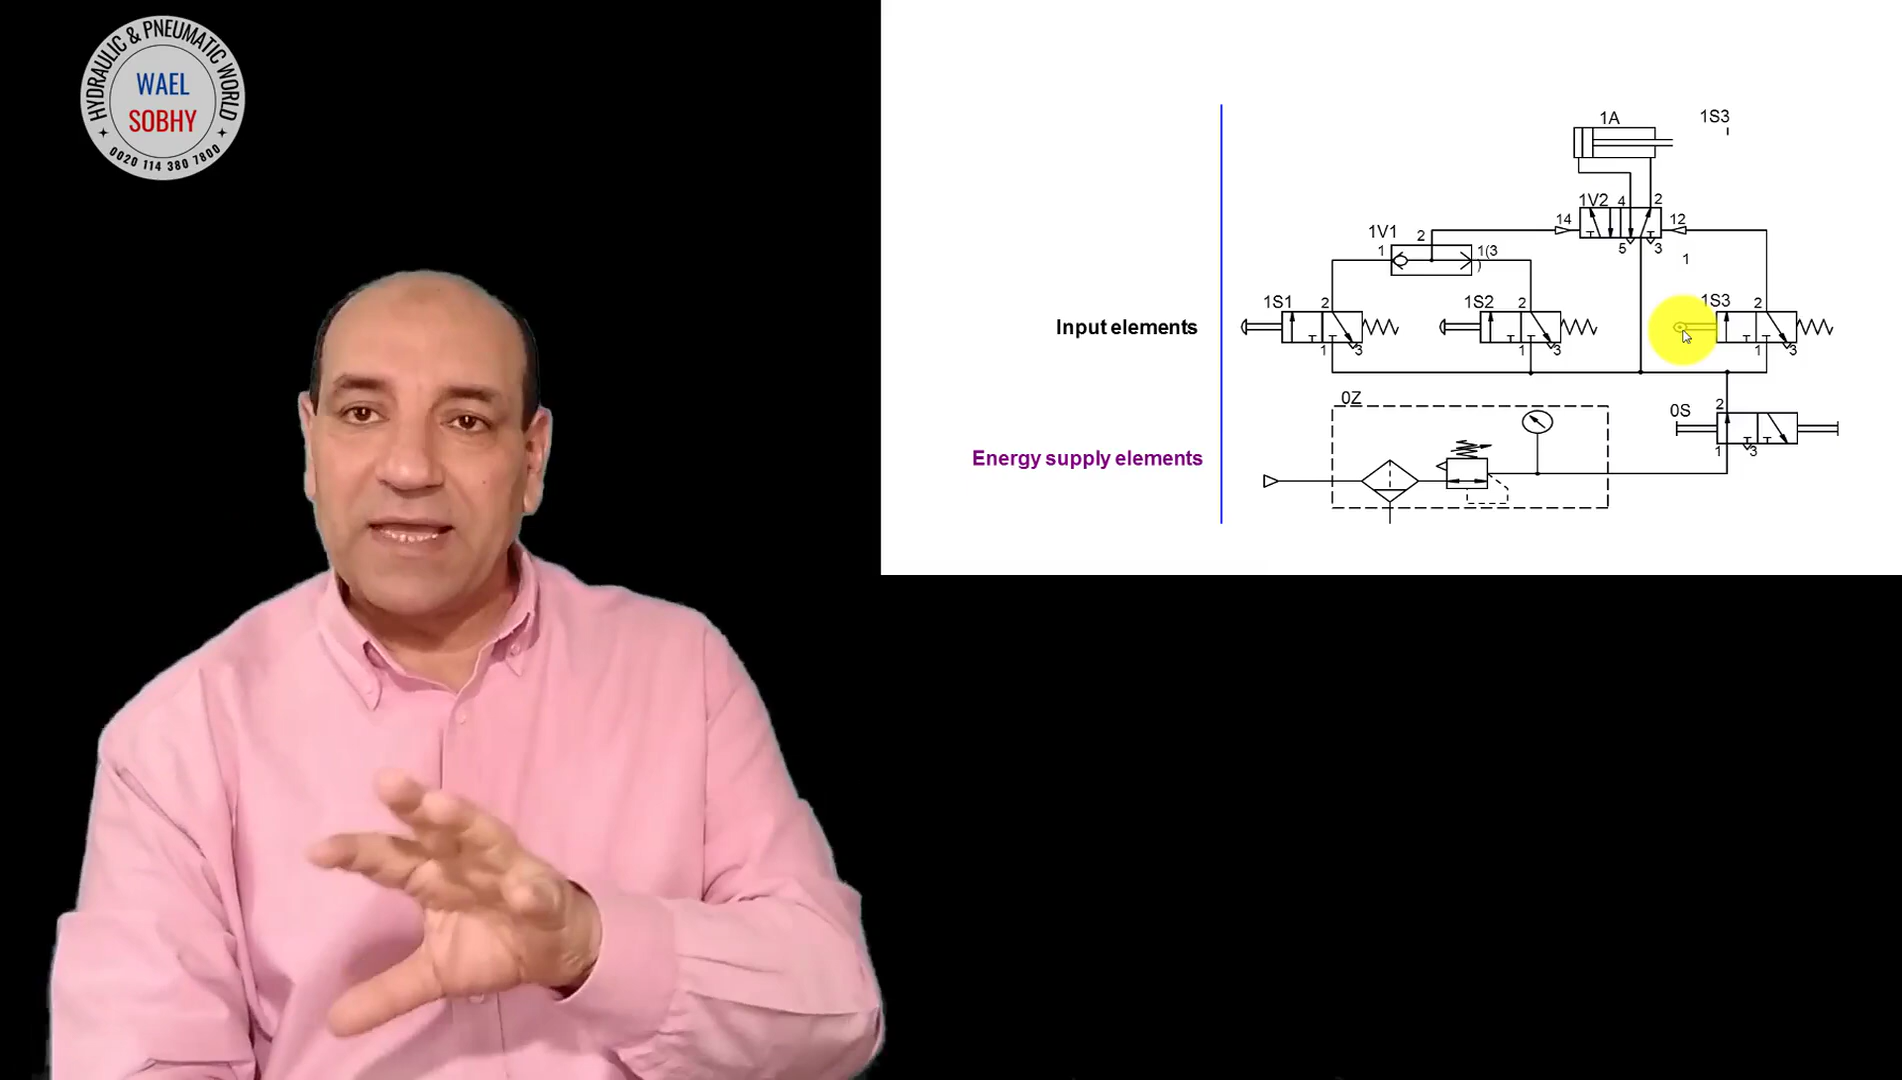 HYDRAULIC & PNEUMATIC WORLD
WAEL
SOBHY
0020 114 380 7800
1A
1S3
1V2
4
2
14
12
5
3
1
1V1
2
1
1(3
)
1S1
2
1S2
2
1S3
2
Input elements
1
3
1
3
1
3
0Z
0S
2
1
3
Energy supply elements